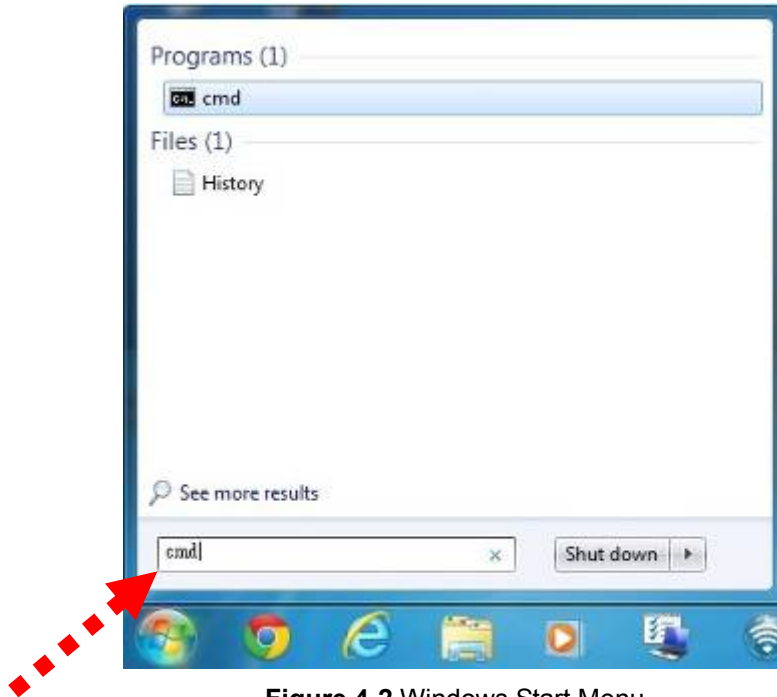 Programs (1)
cmd
Files (1)
History
See more results
cmd
Shut down
Figure 4-2 Windows Start Menu